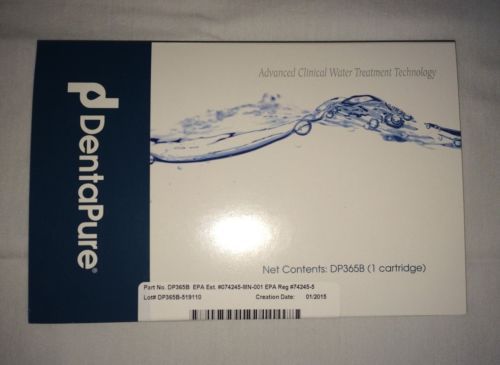 Advanced Clinical Water Treatment Technology
DentaPure®
Net Contents: DP365B (1 cartridge)
Part No. DP365B EPA Est. #074245-MN-001 EPA Reg #74245-5
Lot# DP365B-519110 Creation Date: 01/2015